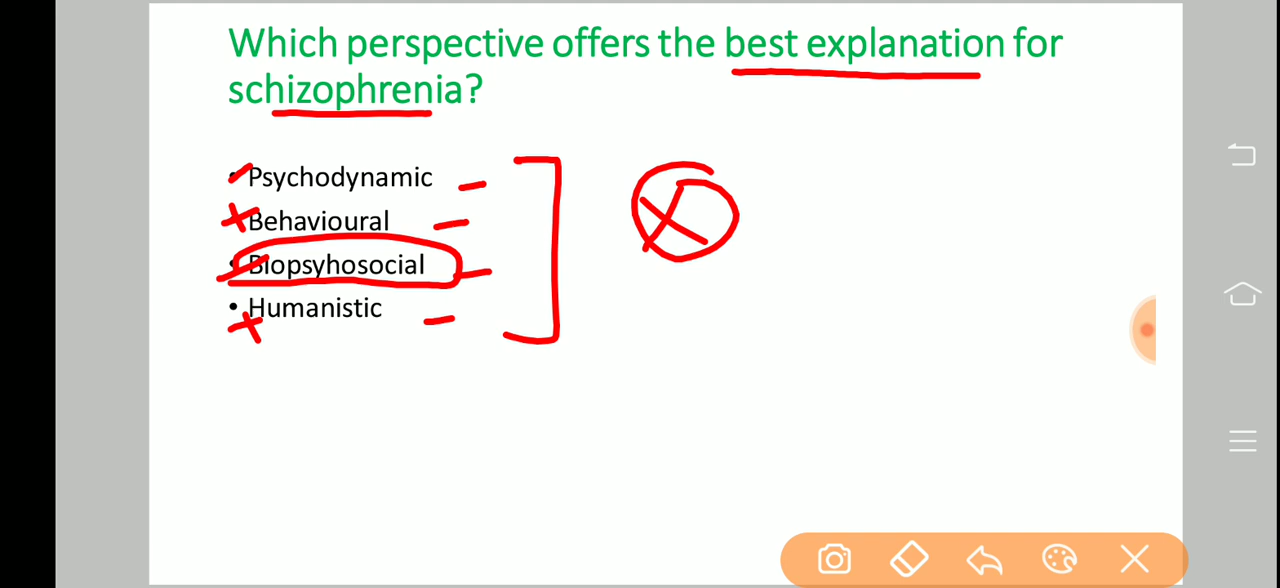 Which perspective offers the best explanation for
schizophrenia?
• Psychodynamic
• Behavioural
• Biopsyhosocial
• Humanistic